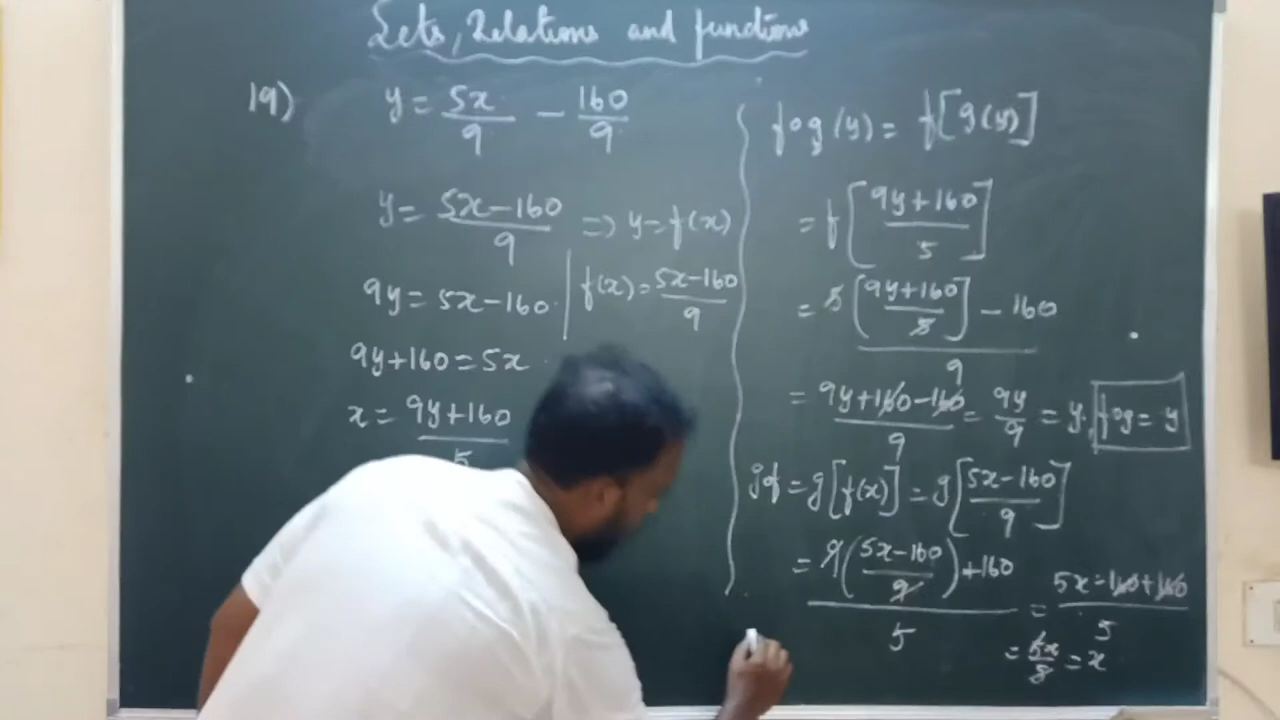 Sets, Relations and functions
19) y = 5x/9 − 160/9
y = (5x−160)/9 ⇒ y=f(x)
9y = 5x−160 | f(x) = (5x−160)/9
9y+160 = 5x
x = (9y+160)/5
fog(y) = f[g(y)]
= f[(9y+160)/5]
= (5[(9y+160)/5] − 160)/9
= (9y+160−160)/9 = 9y/9 = y. fog = y
gof = g[f(x)] = g[(5x−160)/9]
= (9((5x−160)/9)+160)/5 = (5x−160+160)/5
= 5x/5 = x